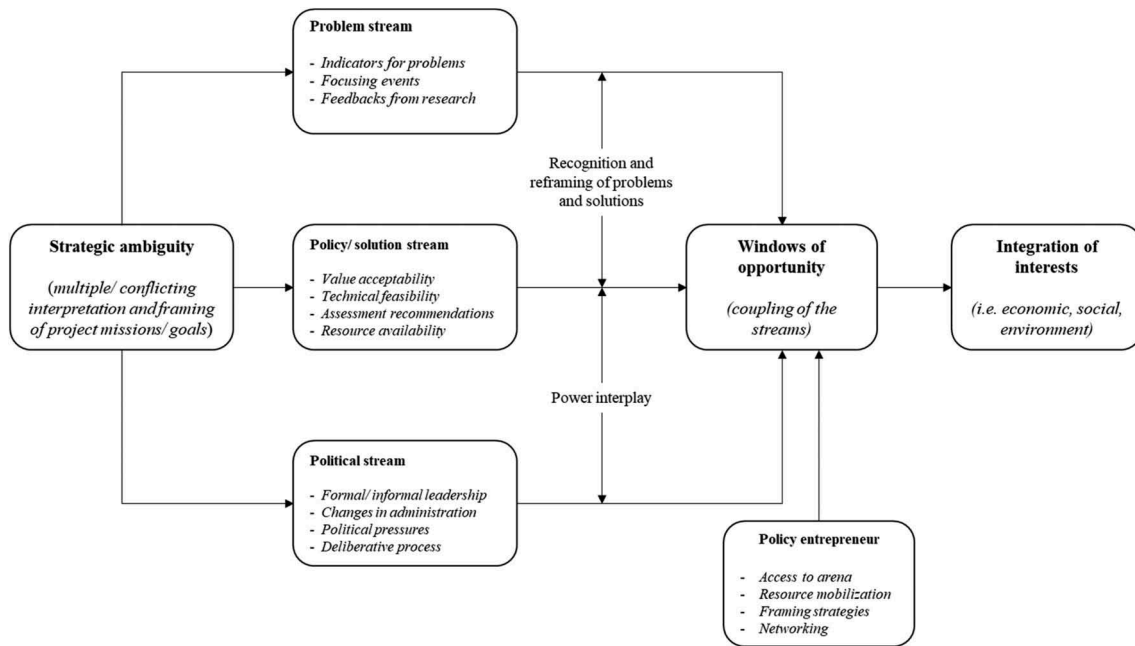 Problem stream
- Indicators for problems
- Focusing events
- Feedbacks from research
Recognition and
reframing of problems
and solutions
Strategic ambiguity
(multiple/ conflicting
interpretation and framing
of project missions/ goals)
Policy/ solution stream
- Value acceptability
- Technical feasibility
- Assessment recommendations
- Resource availability
Windows of
opportunity
(coupling of the
streams)
Integration of
interests
(i.e. economic, social,
environment)
Power interplay
Political stream
- Formal/ informal leadership
- Changes in administration
- Political pressures
- Deliberative process
Policy entrepreneur
- Access to arena
- Resource mobilization
- Framing strategies
- Networking